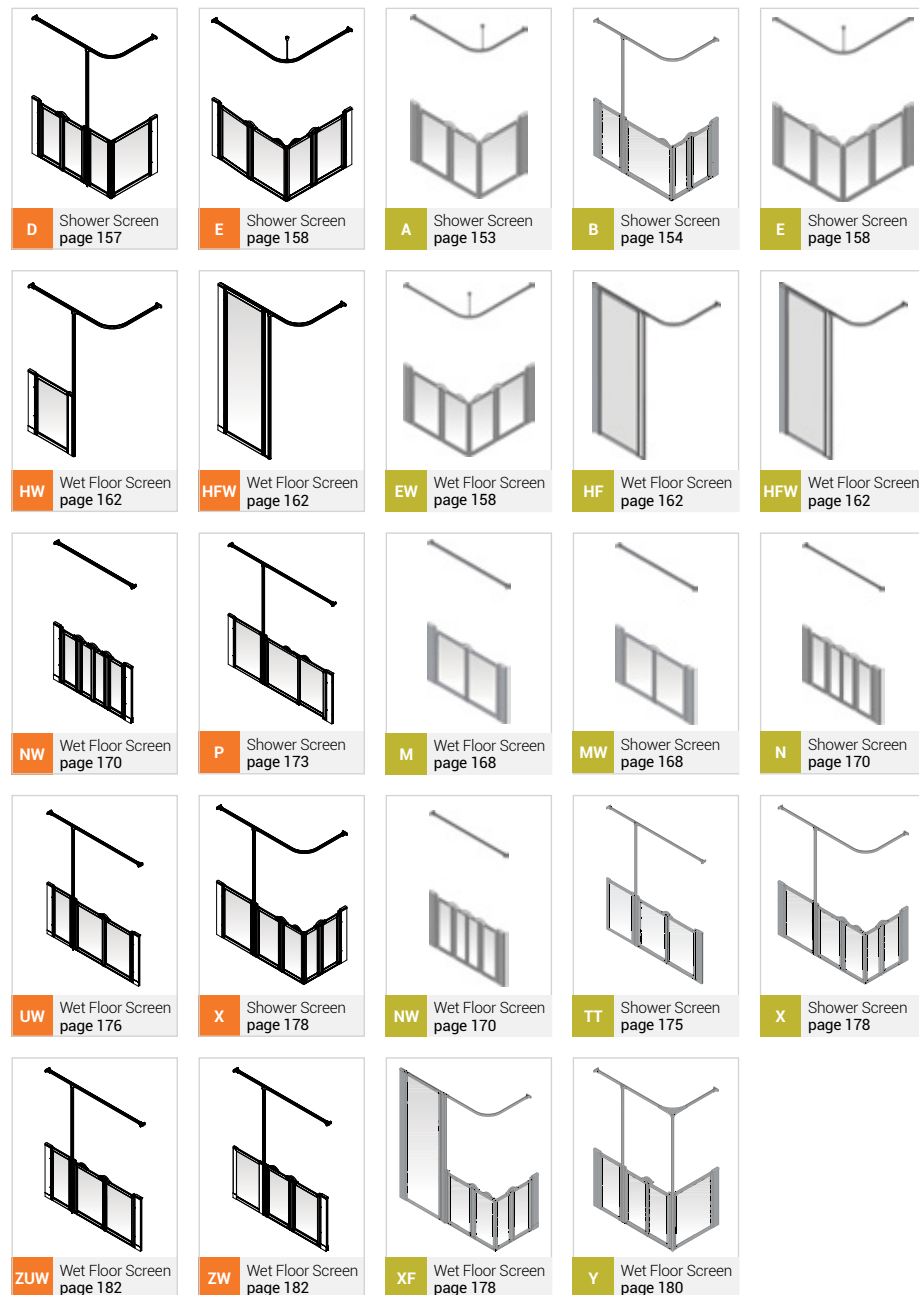 D Shower Screen
page 157
E Shower Screen
page 158
A Shower Screen
page 153
B Shower Screen
page 154
E Shower Screen
page 158
HW Wet Floor Screen
page 162
HFW Wet Floor Screen
page 162
EW Wet Floor Screen
page 158
HF Wet Floor Screen
page 162
HFW Wet Floor Screen
page 162
NW Wet Floor Screen
page 170
P Shower Screen
page 173
M Wet Floor Screen
page 168
MW Shower Screen
page 168
N Shower Screen
page 170
UW Wet Floor Screen
page 176
X Shower Screen
page 178
NW Wet Floor Screen
page 170
TT Shower Screen
page 175
X Shower Screen
page 178
ZUW Wet Floor Screen
page 182
ZW Wet Floor Screen
page 182
XF Wet Floor Screen
page 178
Y Wet Floor Screen
page 180